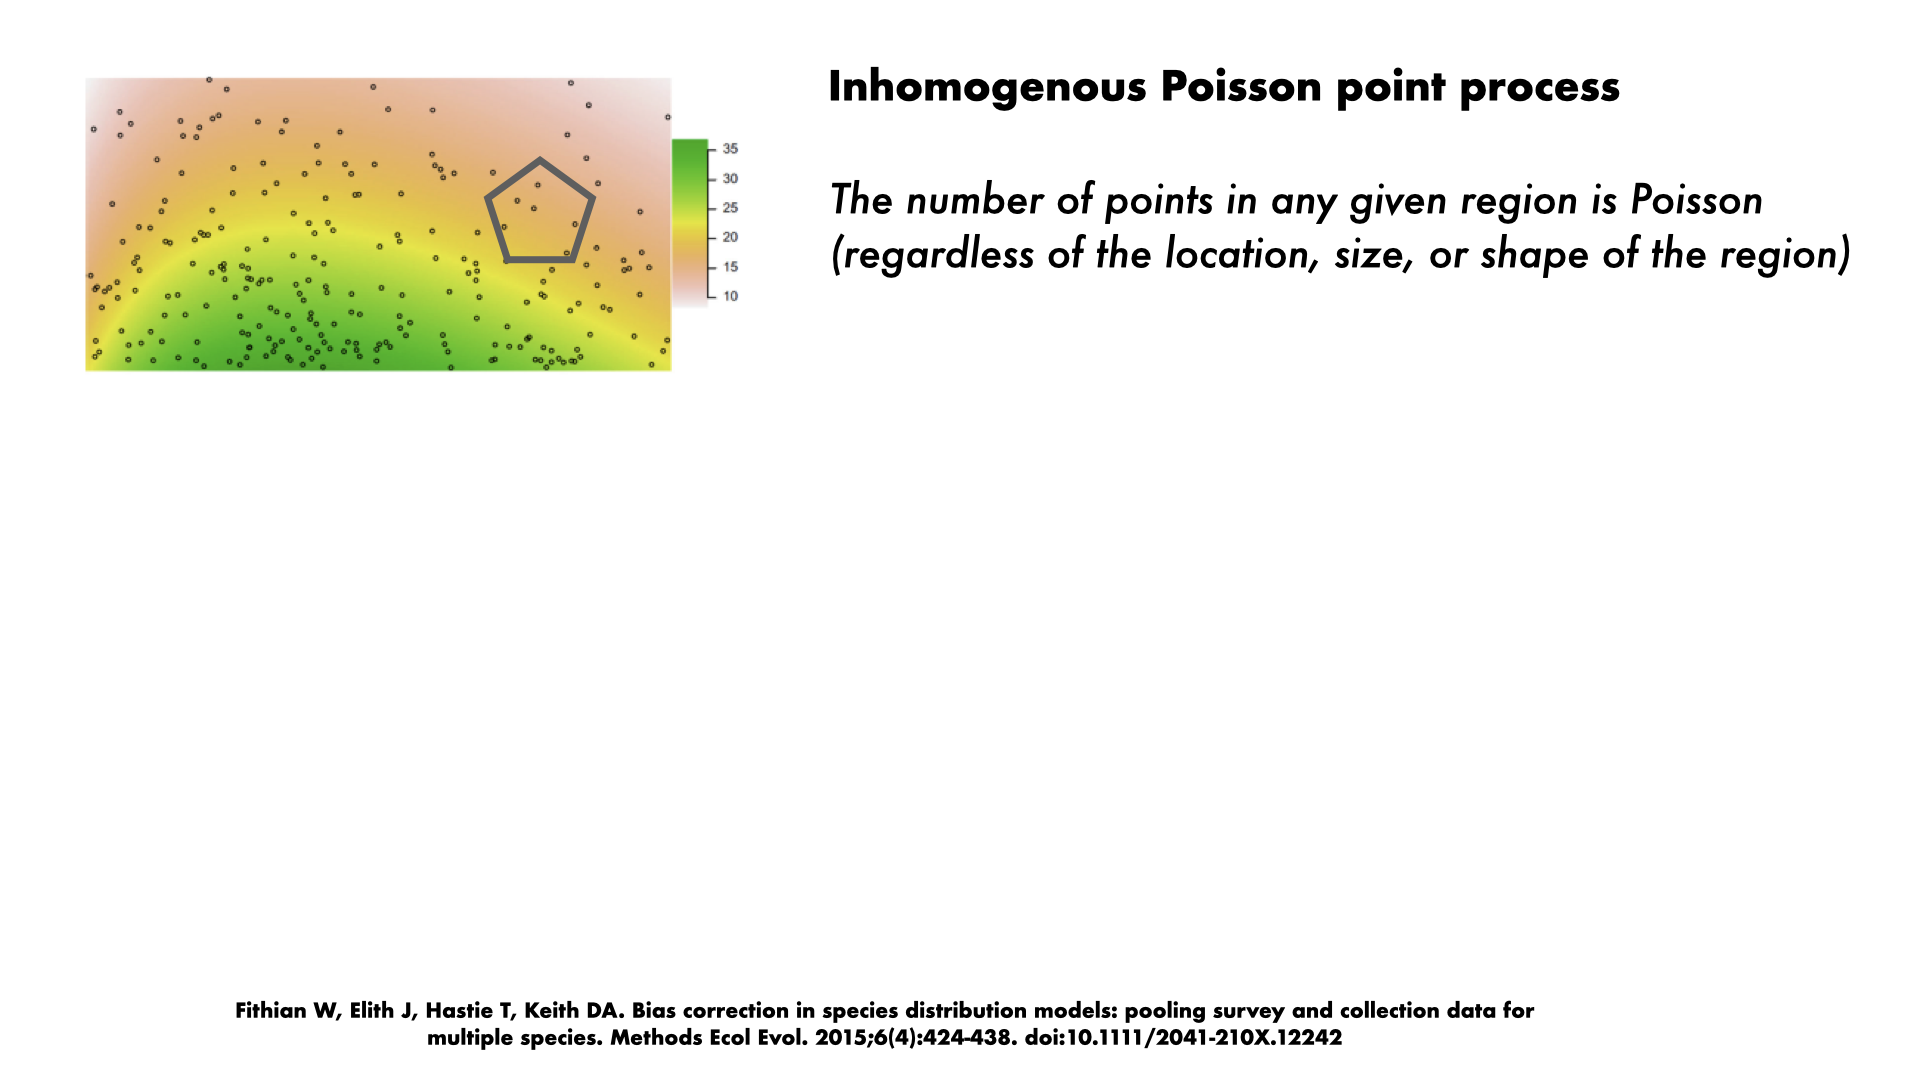 Inhomogenous Poisson point process
The number of points in any given region is Poisson
(regardless of the location, size, or shape of the region)
35
30
25
20
15
10
Fithian W, Elith J, Hastie T, Keith DA. Bias correction in species distribution models: pooling survey and collection data for
multiple species. Methods Ecol Evol. 2015;6(4):424-438. doi:10.1111/2041-210X.12242